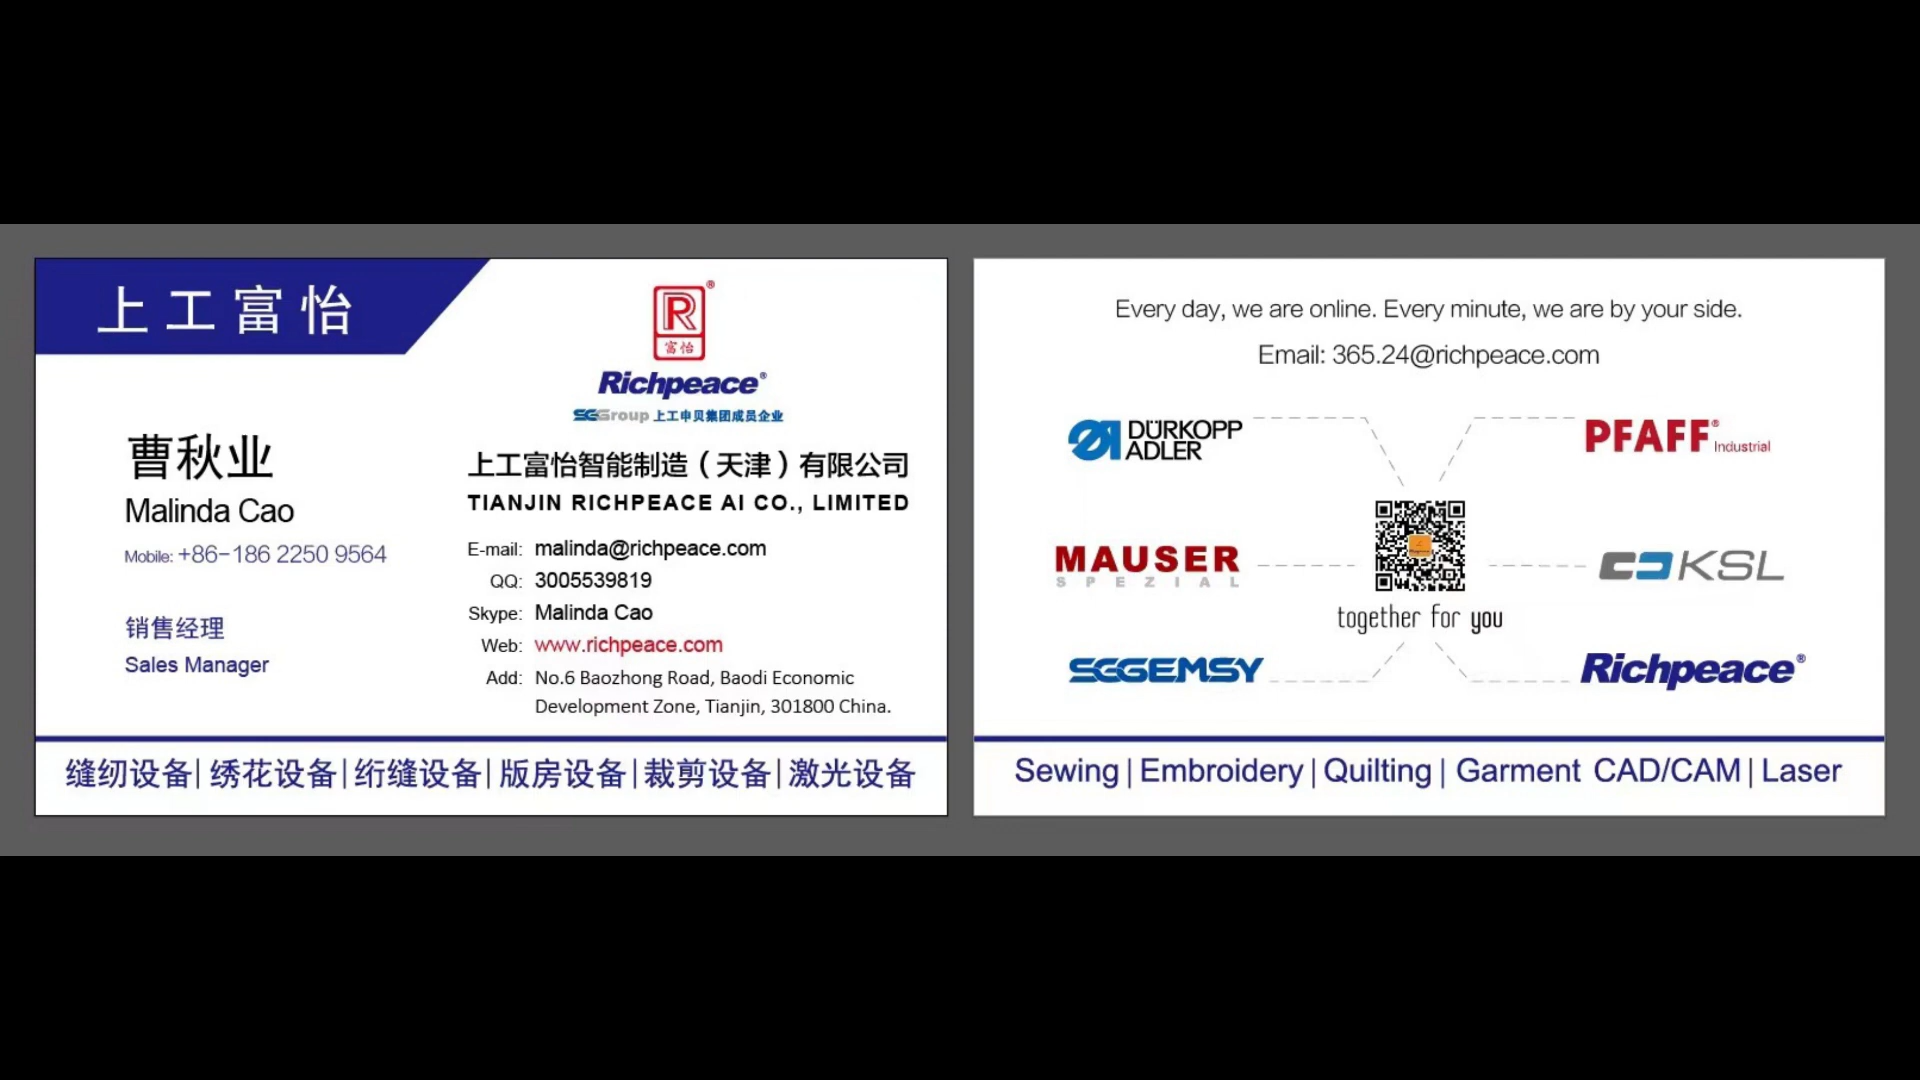 上工富怡
R®
富怡
Richpeace®
SGGroup 上工申贝集团成员企业
曹秋业
Malinda Cao
Mobile: +86-186 2250 9564
销售经理
Sales Manager
上工富怡智能制造（天津）有限公司
TIANJIN RICHPEACE AI CO., LIMITED
E-mail: malinda@richpeace.com
QQ: 3005539819
Skype: Malinda Cao
Web: www.richpeace.com
Add: No.6 Baozhong Road, Baodi Economic
Development Zone, Tianjin, 301800 China.
缝纫设备|绣花设备|绗缝设备|版房设备|裁剪设备|激光设备
Every day, we are online. Every minute, we are by your side.
Email: 365.24@richpeace.com
DÜRKOPP
ADLER
PFAFF® Industrial
MAUSER
SPEZIAL
KSL
together for you
SGGEMSY
Richpeace®
Sewing|Embroidery|Quilting| Garment CAD/CAM|Laser